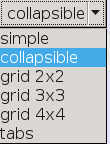 collapsible
simple
collapsible
grid 2x2
grid 3x3
grid 4x4
tabs